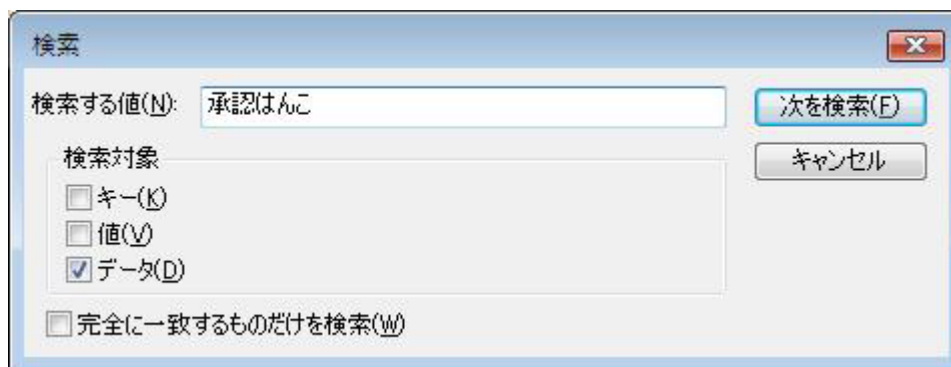 検索
検索する値(N): 承認はんこ 次を検索(F)
検索対象 キャンセル
キー(K)
値(V)
データ(D)
完全に一致するものだけを検索(W)